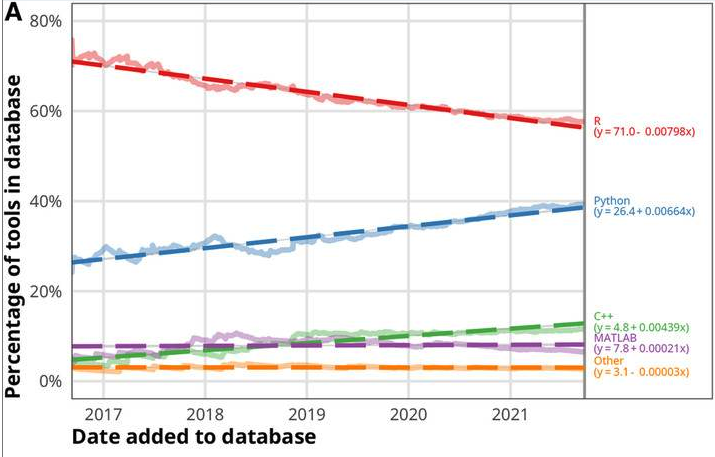 A
Percentage of tools in database
80%
60%
40%
20%
0%
2017 2018 2019 2020 2021
Date added to database
R
(y = 71.0 - 0.00798x)
Python
(y = 26.4 + 0.00664x)
C++
(y = 4.8 + 0.00439x)
MATLAB
(y = 7.8 + 0.00021x)
Other
(y = 3.1 - 0.00003x)